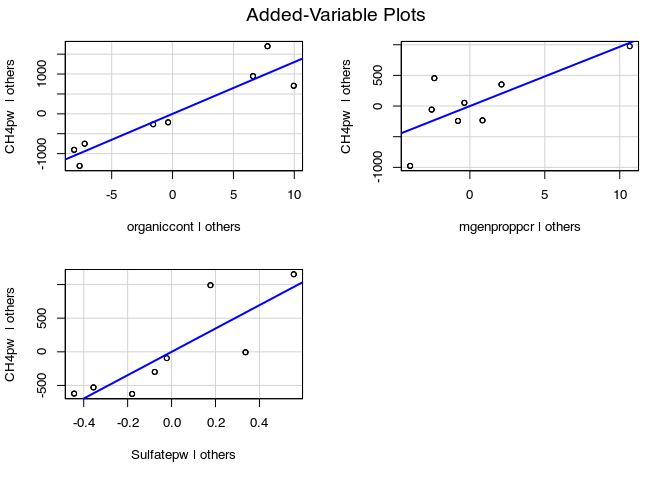 Added-Variable Plots
CH4pw | others
-1000 0 1000
-5 0 5 10
organiccont | others
CH4pw | others
-1000 0 500
0 5 10
mgenproppcr | others
CH4pw | others
-500 0 500
-0.4 -0.2 0.0 0.2 0.4
Sulfatepw | others